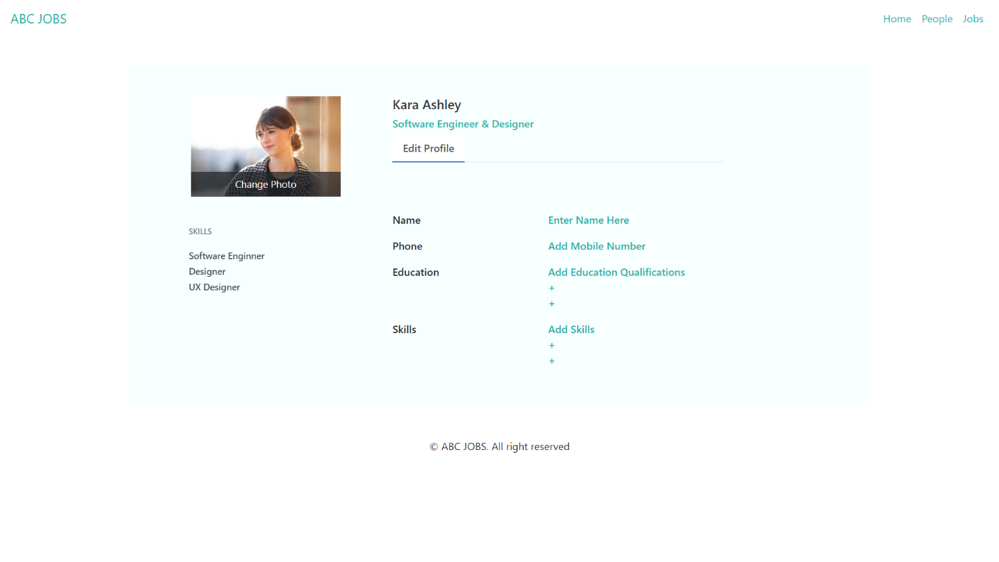 ABC JOBS
Home People Jobs
Kara Ashley
Software Engineer & Designer
Edit Profile
Change Photo
SKILLS
Software Enginner
Designer
UX Designer
Name Enter Name Here
Phone Add Mobile Number
Education Add Education Qualifications
+
+
Skills Add Skills
+
+
© ABC JOBS. All right reserved